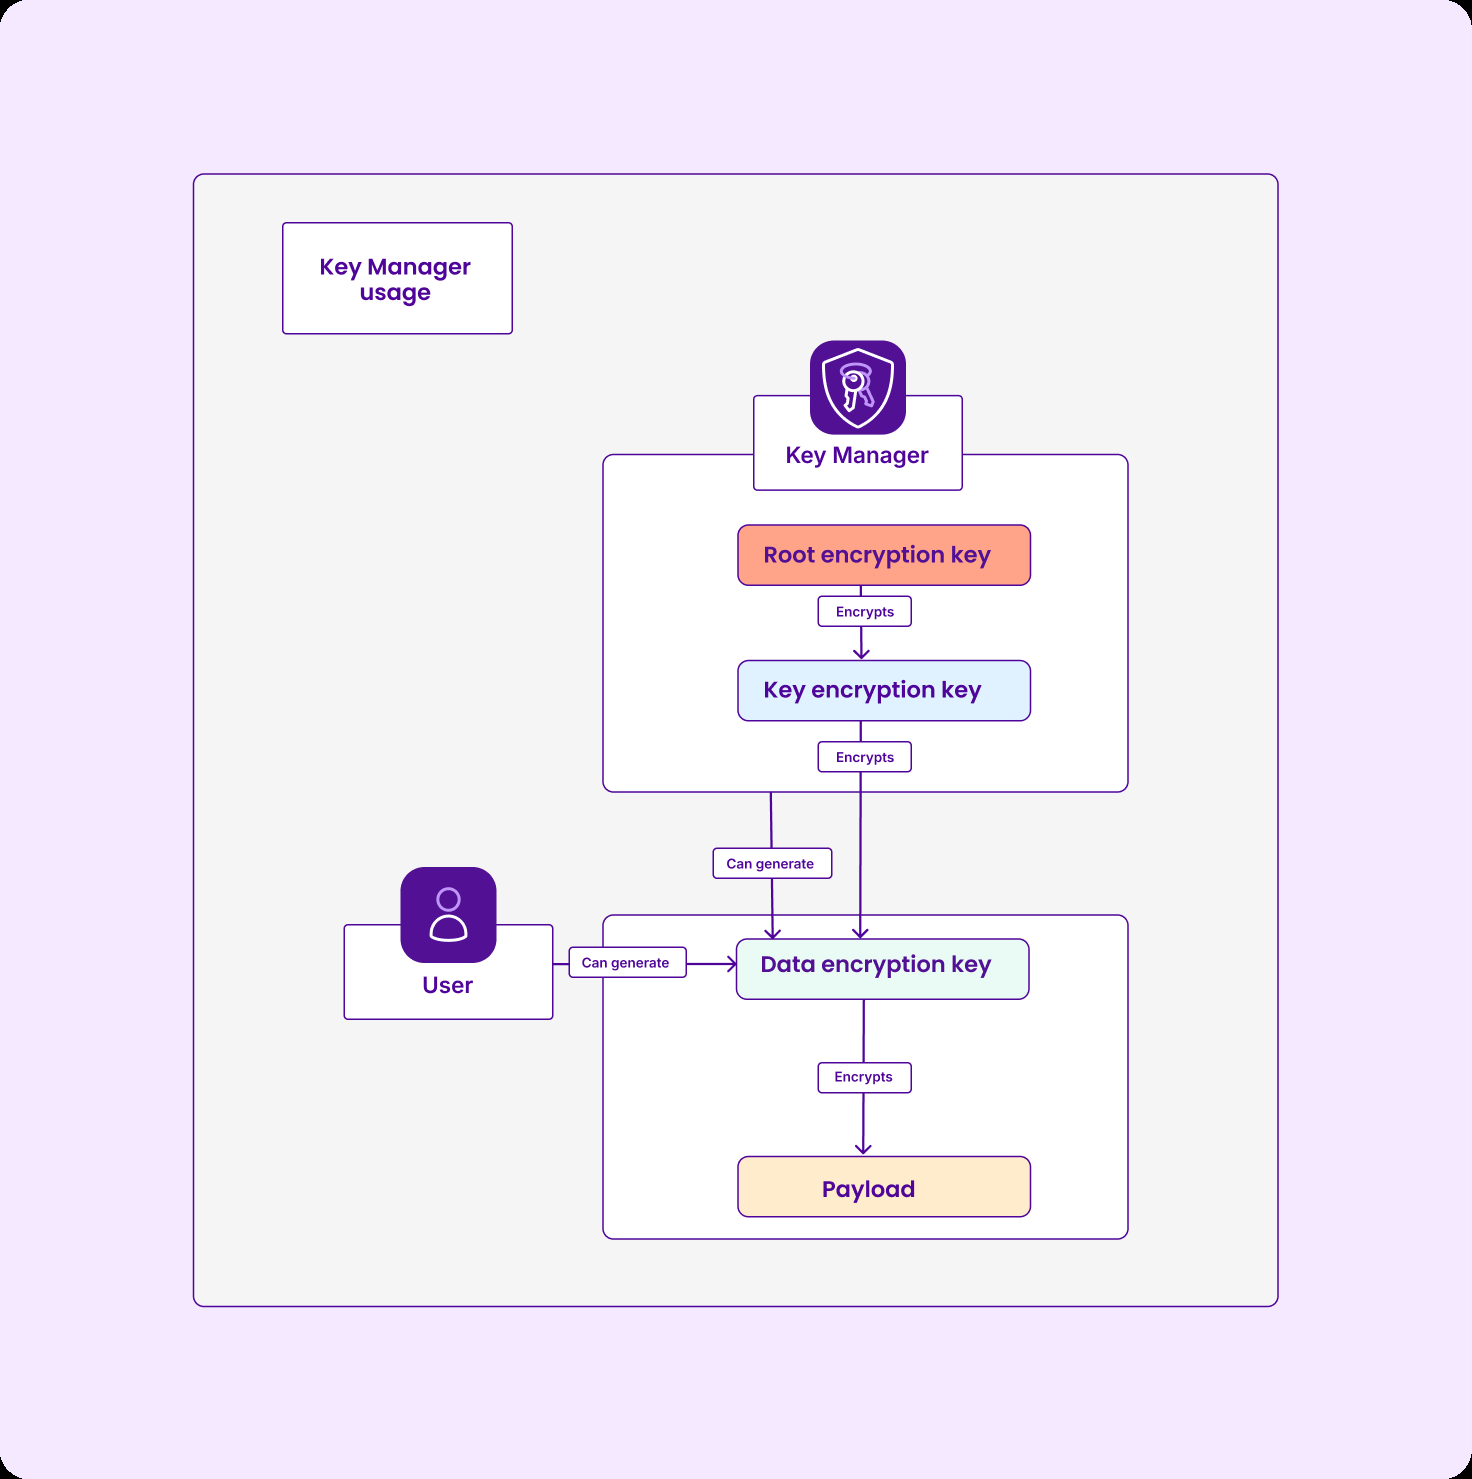 Key Manager
usage
Key Manager
Root encryption key
Encrypts
Key encryption key
Encrypts
Can generate
User
Can generate
Data encryption key
Encrypts
Payload